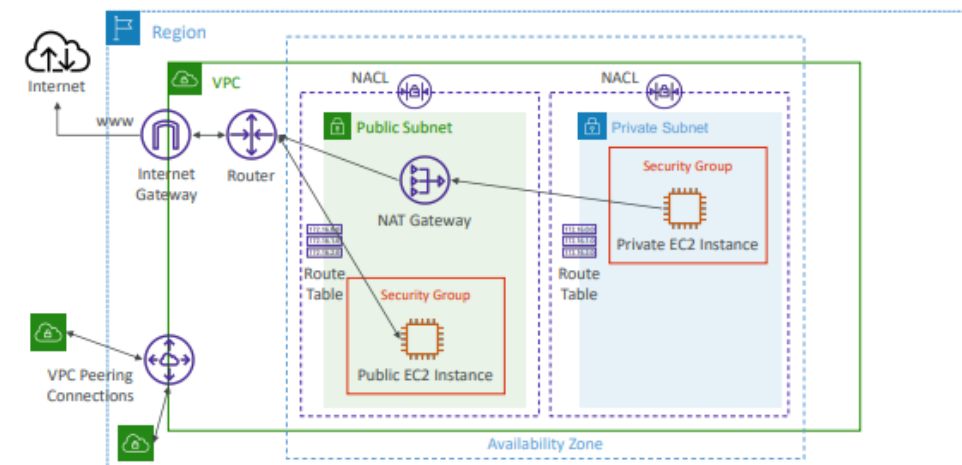 Region
Internet
www
VPC
NACL
NACL
Public Subnet
Private Subnet
Security Group
Internet
Gateway
Router
NAT Gateway
Private EC2 Instance
Route
Table
Route
Table
Security Group
Public EC2 Instance
VPC Peering
Connections
Availability Zone